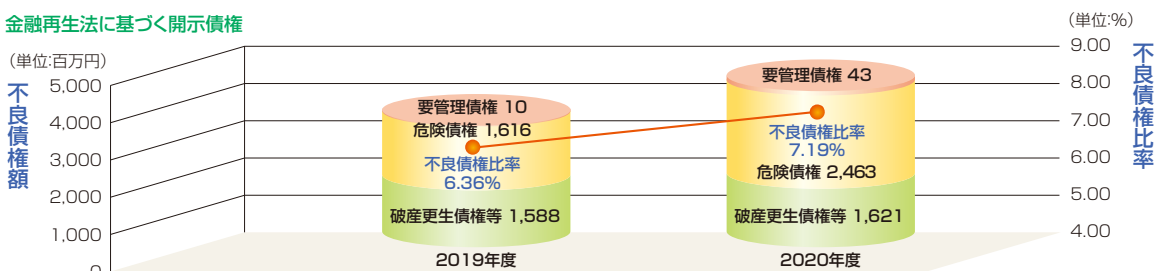 金融再生法に基づく開示債権
（単位:百万円）
不良債権額
5,000
4,000
3,000
2,000
1,000
0
要管理債権 10
危険債権 1,616
不良債権比率
6.36%
破産更生債権等 1,588
2019年度
要管理債権 43
不良債権比率
7.19%
危険債権 2,463
破産更生債権等 1,621
2020年度
（単位:%）
9.00
8.00
7.00
6.00
5.00
4.00
不良債権比率